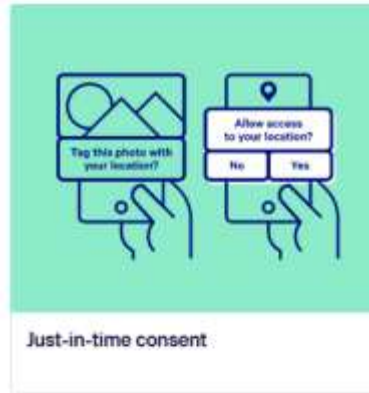 Tag this photo with
your location?
Allow access
to your location?
No
Yes
Just-in-time consent